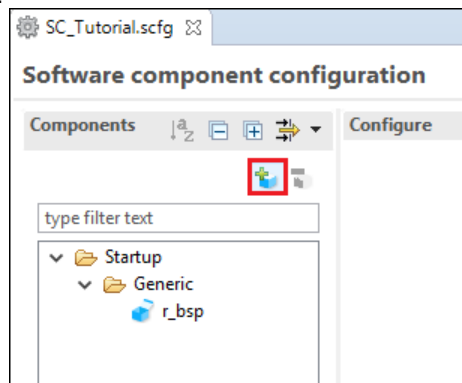 SC_Tutorial.scfg
Software component configuration
Components
Configure
type filter text
Startup
Generic
r_bsp